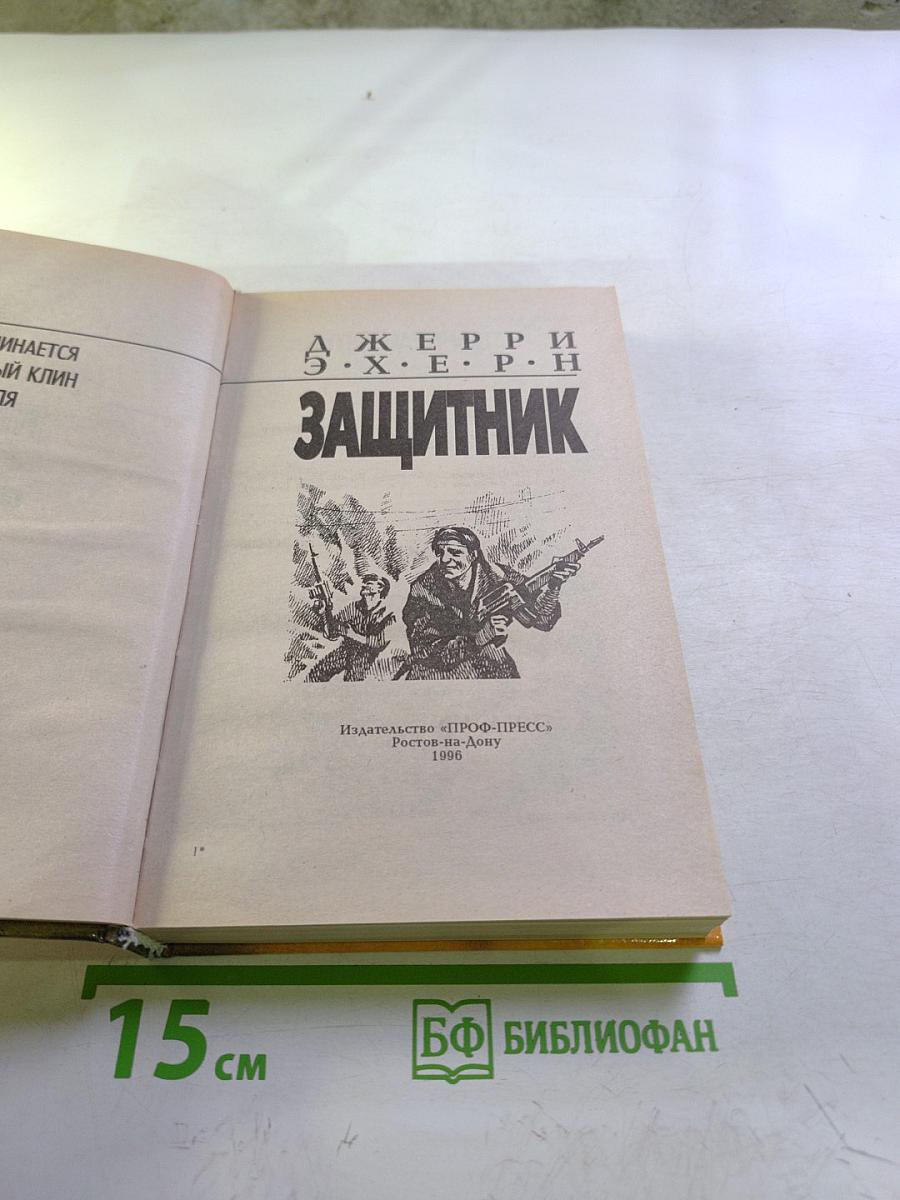 ИНАЕТСЯ
ЫЙ КЛИН
ЛЯ
ДЖЕРРИ
Э·Х·Е·Р·Н
ЗАЩИТНИК
Издательство «ПРОФ-ПРЕСС»
Ростов-на-Дону
1996
1*
15 см
БФ БИБЛИОФАН